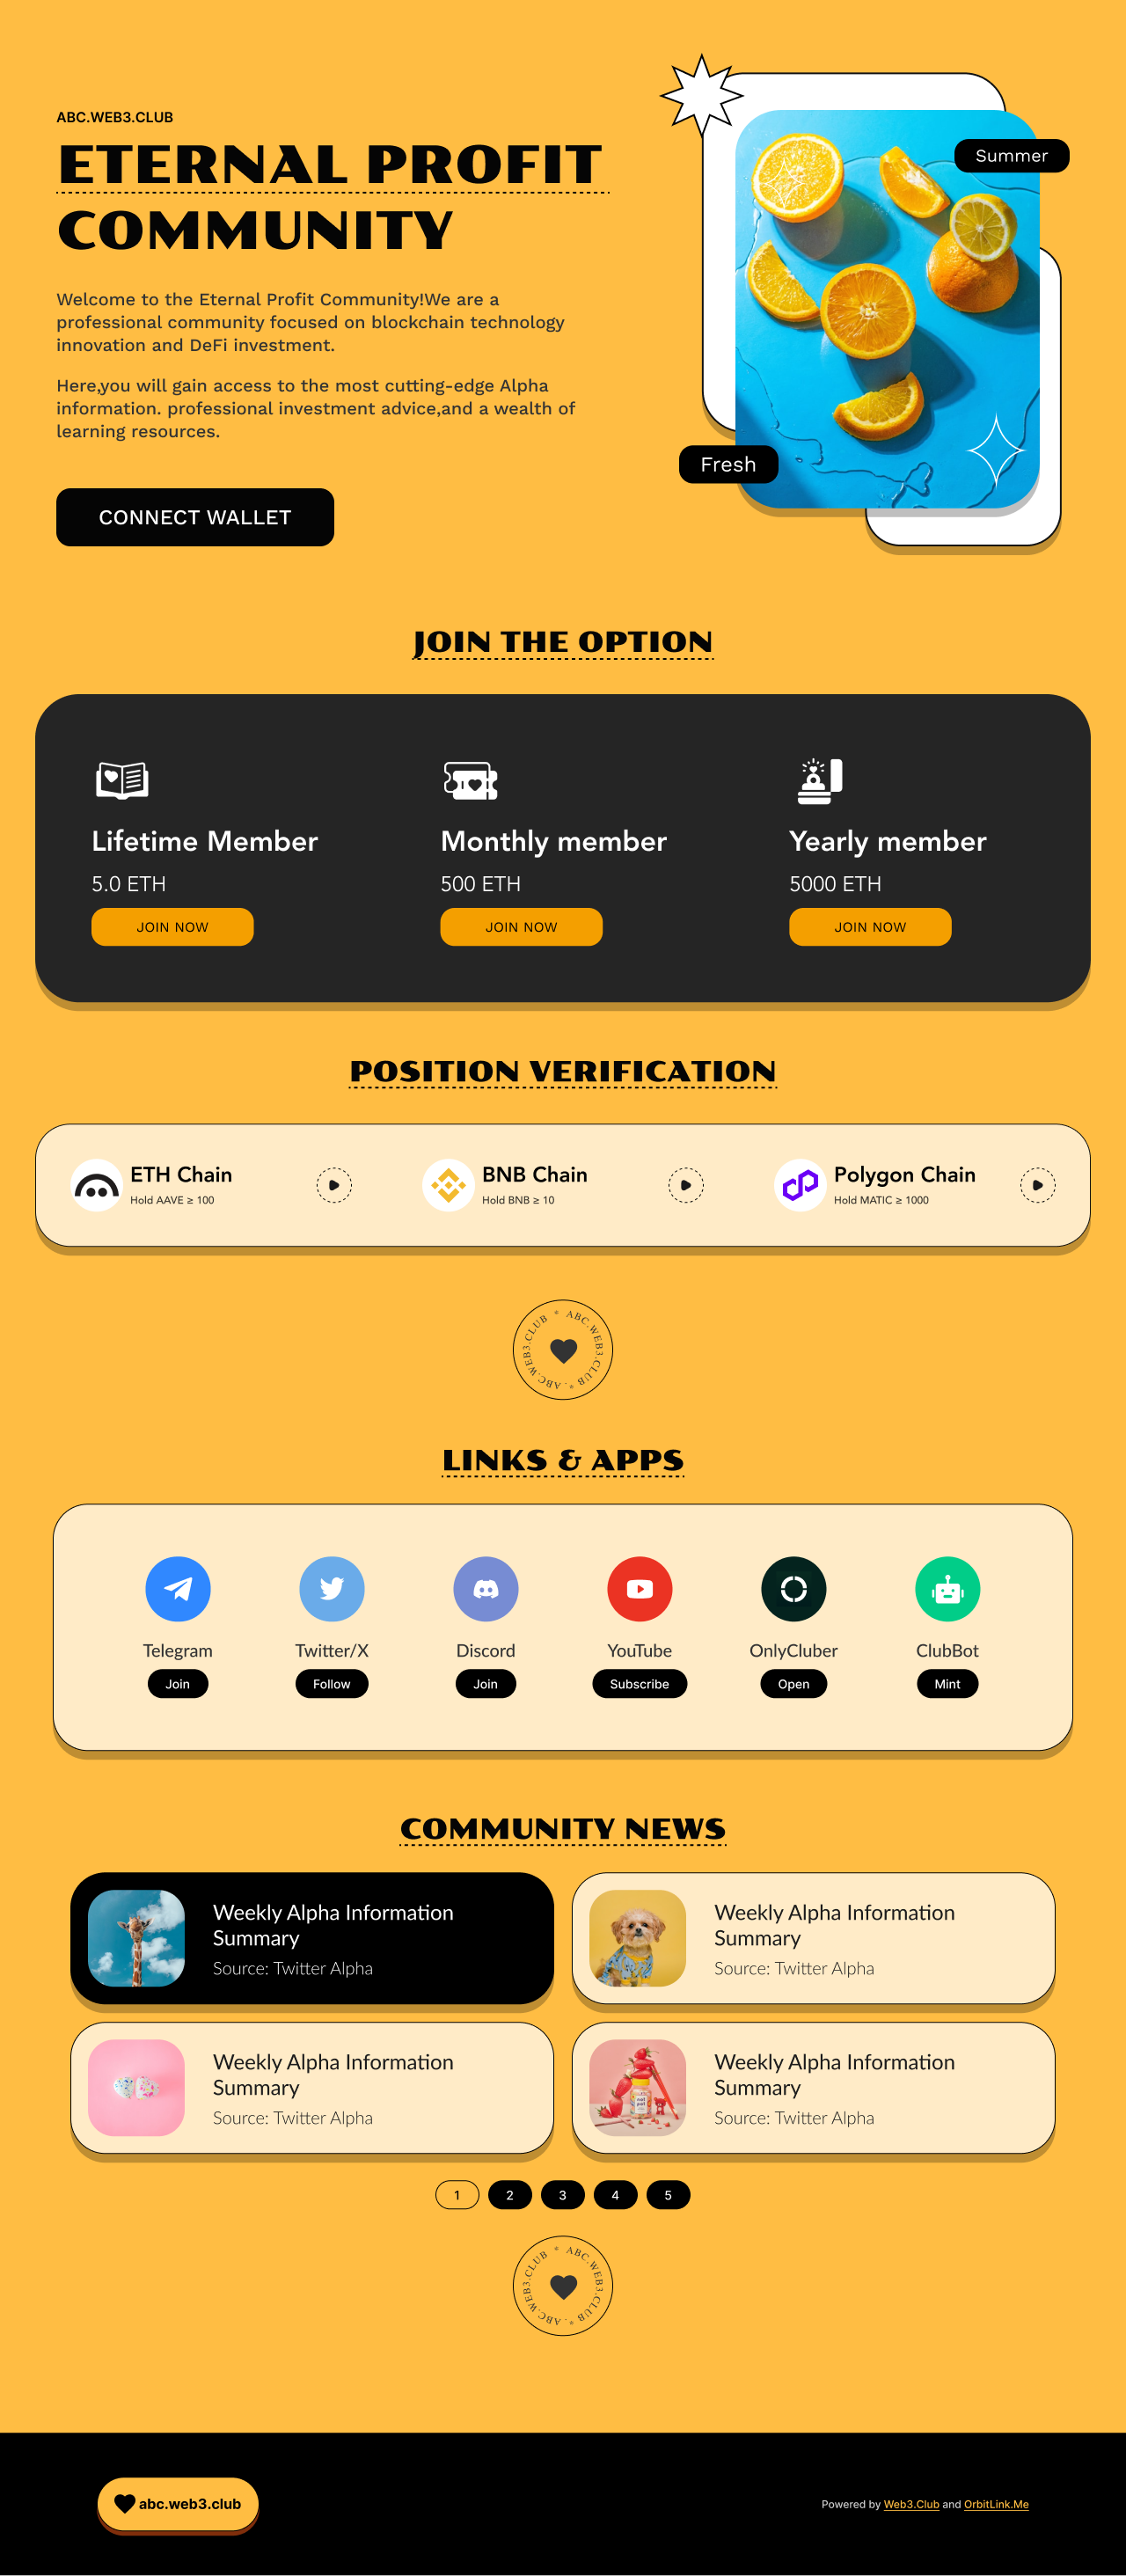 ABC.WEB3.CLUB
ETERNAL PROFIT
COMMUNITY
Welcome to the Eternal Profit Community!We are a
professional community focused on blockchain technology
innovation and DeFi investment.
Here,you will gain access to the most cutting-edge Alpha
information. professional investment advice,and a wealth of
learning resources.
CONNECT WALLET
Summer
Fresh
JOIN THE OPTION
Lifetime Member
5.0 ETH
JOIN NOW
Monthly member
500 ETH
JOIN NOW
Yearly member
5000 ETH
JOIN NOW
POSITION VERIFICATION
ETH Chain
Hold AAVE ≥ 100
BNB Chain
Hold BNB ≥ 10
Polygon Chain
Hold MATIC ≥ 1000
* ABC.WEB3.CLUB *. ABC.WEB3.CLUB
LINKS & APPS
Telegram
Join
Twitter/X
Follow
Discord
Join
YouTube
Subscribe
OnlyCluber
Open
ClubBot
Mint
COMMUNITY NEWS
Weekly Alpha Information
Summary
Source: Twitter Alpha
Weekly Alpha Information
Summary
Source: Twitter Alpha
Weekly Alpha Information
Summary
Source: Twitter Alpha
Weekly Alpha Information
Summary
Source: Twitter Alpha
1 2 3 4 5
* ABC.WEB3.CLUB *. ABC.WEB3.CLUB
abc.web3.club
Powered by Web3.Club and OrbitLink.Me